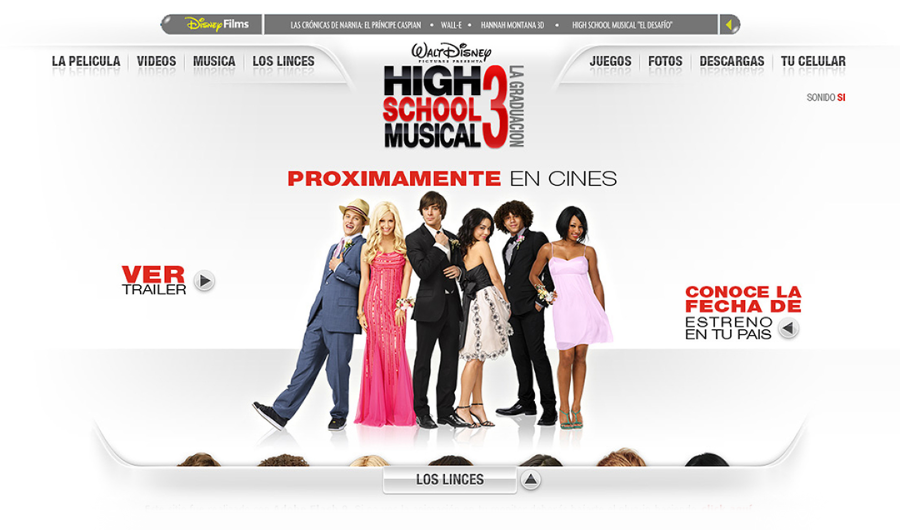 Disney Films
LAS CRÓNICAS DE NARNIA: EL PRÍNCIPE CASPIAN • WALL-E • HANNAH MONTANA 3D • HIGH SCHOOL MUSICAL "EL DESAFÍO"
LA PELICULA
VIDEOS
MUSICA
LOS LINCES
WALT DISNEY
PICTURES PRESENTA
HIGH
SCHOOL
MUSICAL
3
LA GRADUACION
JUEGOS
FOTOS
DESCARGAS
TU CELULAR
SONIDO SI
PROXIMAMENTE EN CINES
VER
TRAILER
CONOCE LA
FECHA DE
ESTRENO
EN TU PAIS
LOS LINCES